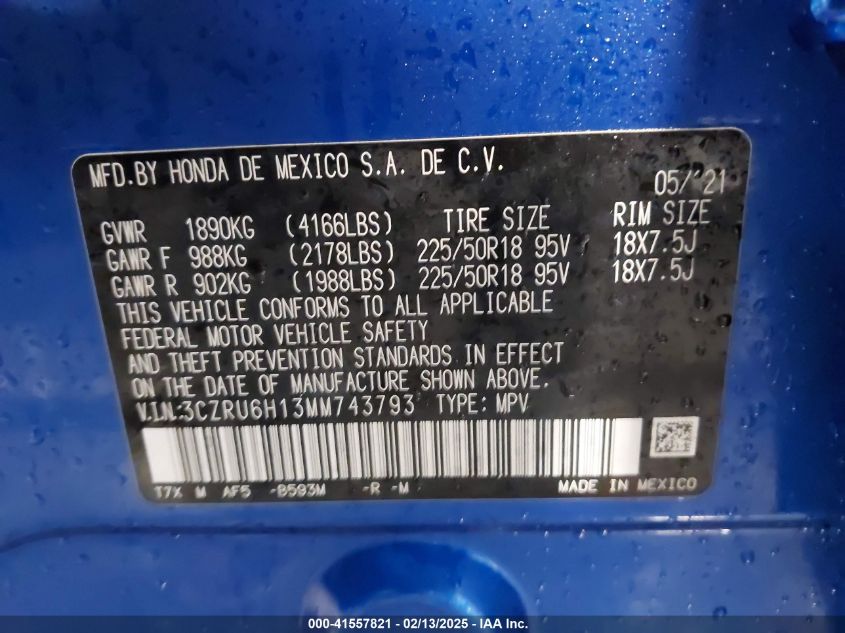 MFD.BY HONDA DE MEXICO S.A. DE C.V.
05/'21
GVWR 1890KG (4166LBS) TIRE SIZE RIM SIZE
GAWR F 988KG (2178LBS) 225/50R18 95V 18X7.5J
GAWR R 902KG (1988LBS) 225/50R18 95V 18X7.5J
THIS VEHICLE CONFORMS TO ALL APPLICABLE
FEDERAL MOTOR VEHICLE SAFETY
AND THEFT PREVENTION STANDARDS IN EFFECT
ON THE DATE OF MANUFACTURE SHOWN ABOVE.
V.I.N:3CZRU6H13MM743793 TYPE: MPV
T7X M AF5 -B593M -R -M MADE IN MEXICO
000-41557821 - 02/13/2025 - IAA Inc.